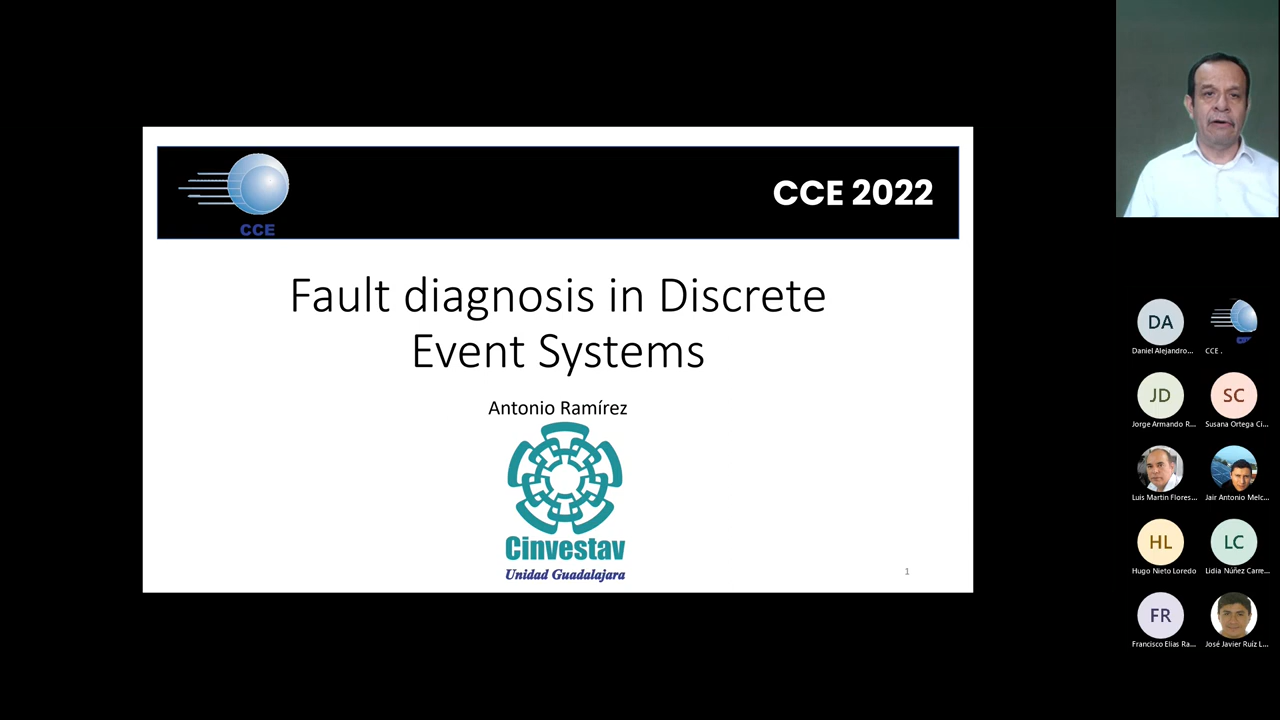 CCE
CCE 2022
Fault diagnosis in Discrete
Event Systems
Antonio Ramírez
Cinvestav
Unidad Guadalajara
1
DA
Daniel Alejandro...
CCE .
JD
Jorge Armando R...
SC
Susana Ortega Ci...
Luis Martin Flores...
Jair Antonio Melc...
HL
Hugo Nieto Loredo
LC
Lidia Núñez Carre...
FR
Francisco Elias Ra...
José Javier Ruíz L...